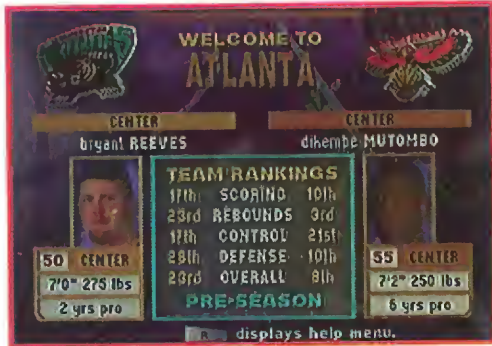 WELCOME TO
ATLANTA
CENTER CENTER
bryant REEVES dikembe MUTOMBO
TEAM RANKINGS
17th SCORING 10th
23rd REBOUNDS 3rd
17th CONTROL 21st
28th DEFENSE 10th
23rd OVERALL 8th
PRE-SEASON
50 CENTER 55 CENTER
7'0" 275 lbs 7'2" 250 lbs
2 yrs pro 6 yrs pro
R displays help menu.